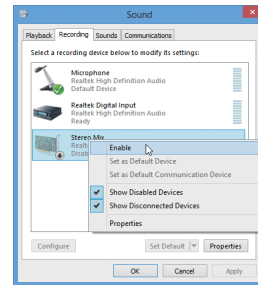 Sound
Playback Recording Sounds Communications
Select a recording device below to modify its settings:
Microphone
Realtek High Definition Audio
Default Device
Realtek Digital Input
Realtek High Definition Audio
Ready
Stereo Mix
Enable
Set as Default Device
Set as Default Communication Device
Show Disabled Devices
Show Disconnected Devices
Properties
Configure Set Default Properties
OK Cancel Apply